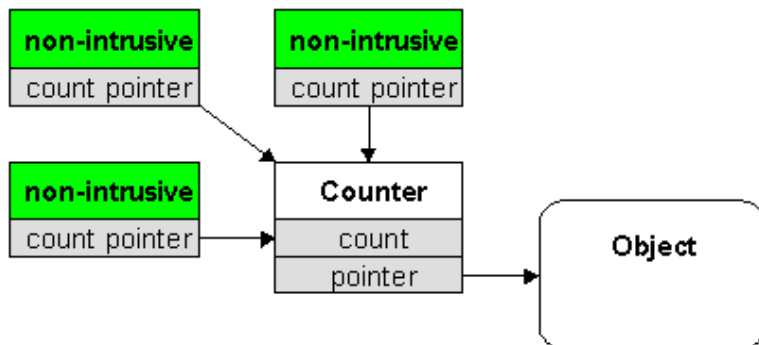 non-intrusive
count pointer
non-intrusive
count pointer
non-intrusive
count pointer
Counter
count
pointer
Object